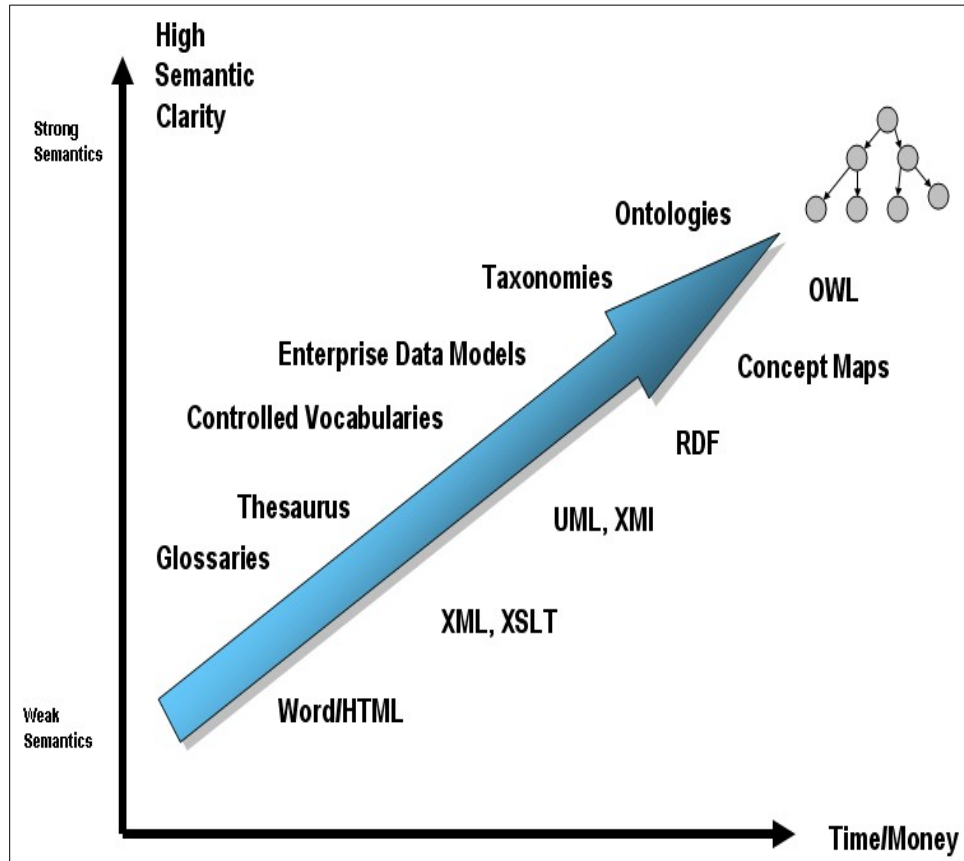 High
Semantic
Clarity
Strong
Semantics
Ontologies
Taxonomies
OWL
Enterprise Data Models
Concept Maps
Controlled Vocabularies
RDF
Thesaurus
UML, XMI
Glossaries
XML, XSLT
Word/HTML
Weak
Semantics
Time/Money